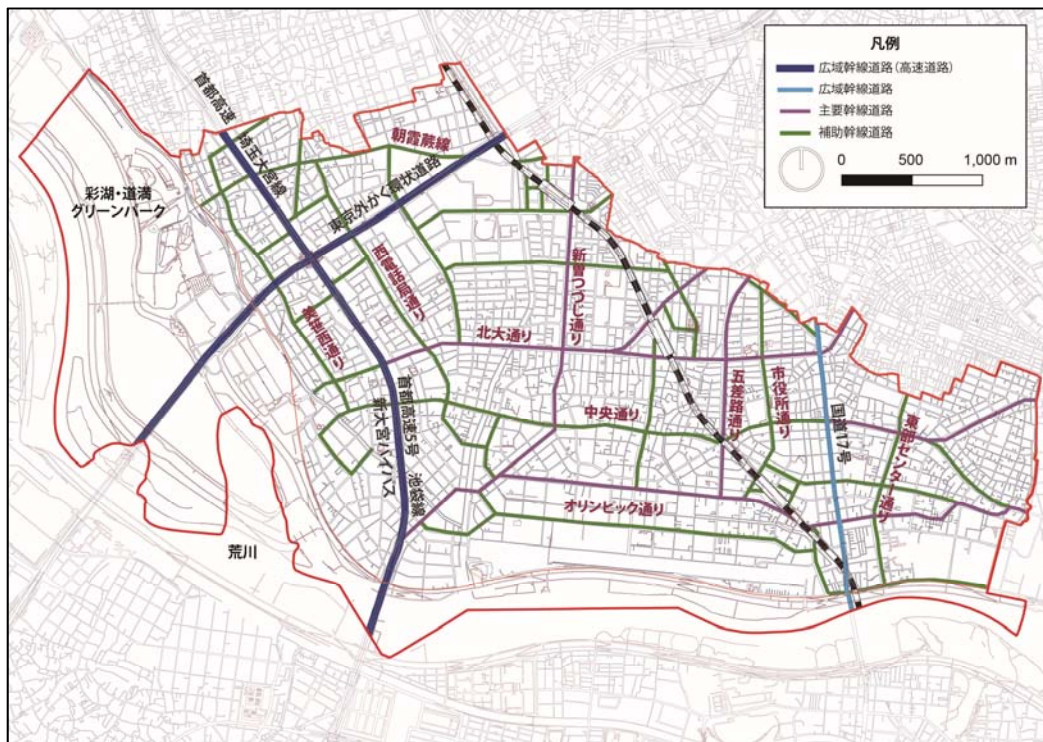 凡例
広域幹線道路(高速道路)
広域幹線道路
主要幹線道路
補助幹線道路
0 500 1,000 m
首都高速 埼玉大宮線
朝霞蕨線
東京外かく環状道路
彩湖・道満
グリーンパーク
西電話局通り
新曽つつじ通り
美笹西通り
北大通り
五差路通り
市役所通り
首都高速5号 池袋線
新大宮バイパス
中央通り
国道17号
東部センター通り
オリンピック通り
荒川